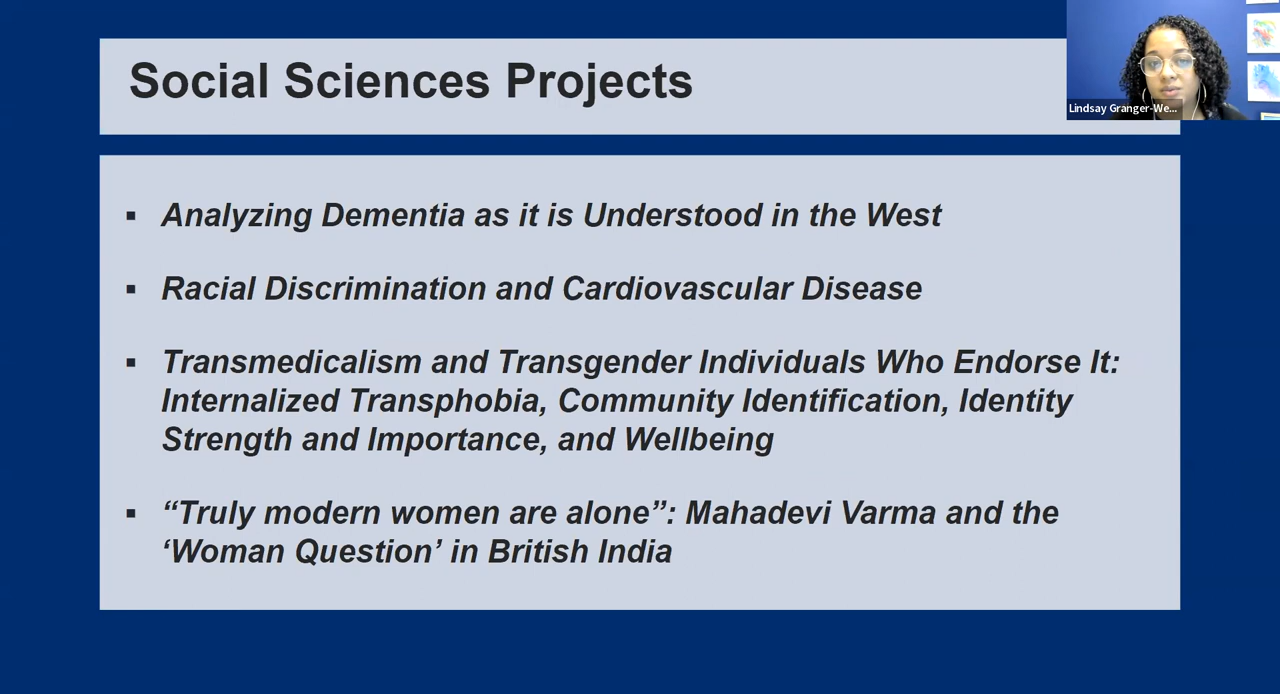 Social Sciences Projects
Lindsay Granger-We...
▪ Analyzing Dementia as it is Understood in the West
▪ Racial Discrimination and Cardiovascular Disease
▪ Transmedicalism and Transgender Individuals Who Endorse It:
Internalized Transphobia, Community Identification, Identity
Strength and Importance, and Wellbeing
▪ “Truly modern women are alone”: Mahadevi Varma and the
‘Woman Question’ in British India